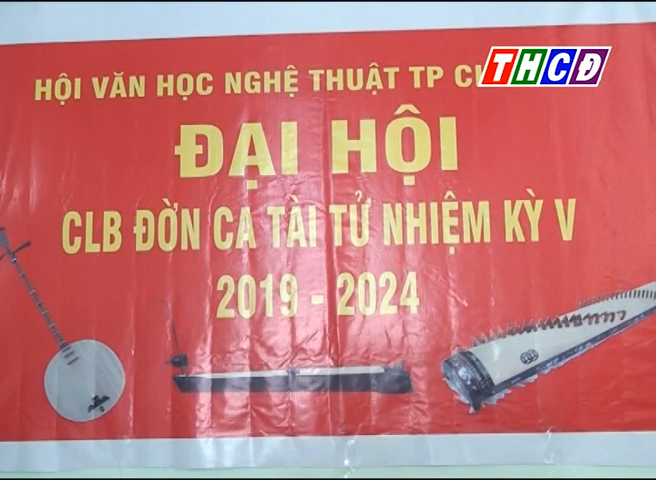 THCĐ
HỘI VĂN HỌC NGHỆ THUẬT TP
ĐẠI HỘI
CLB ĐỜN CA TÀI TỬ NHIỆM KỲ V
2019 - 2024